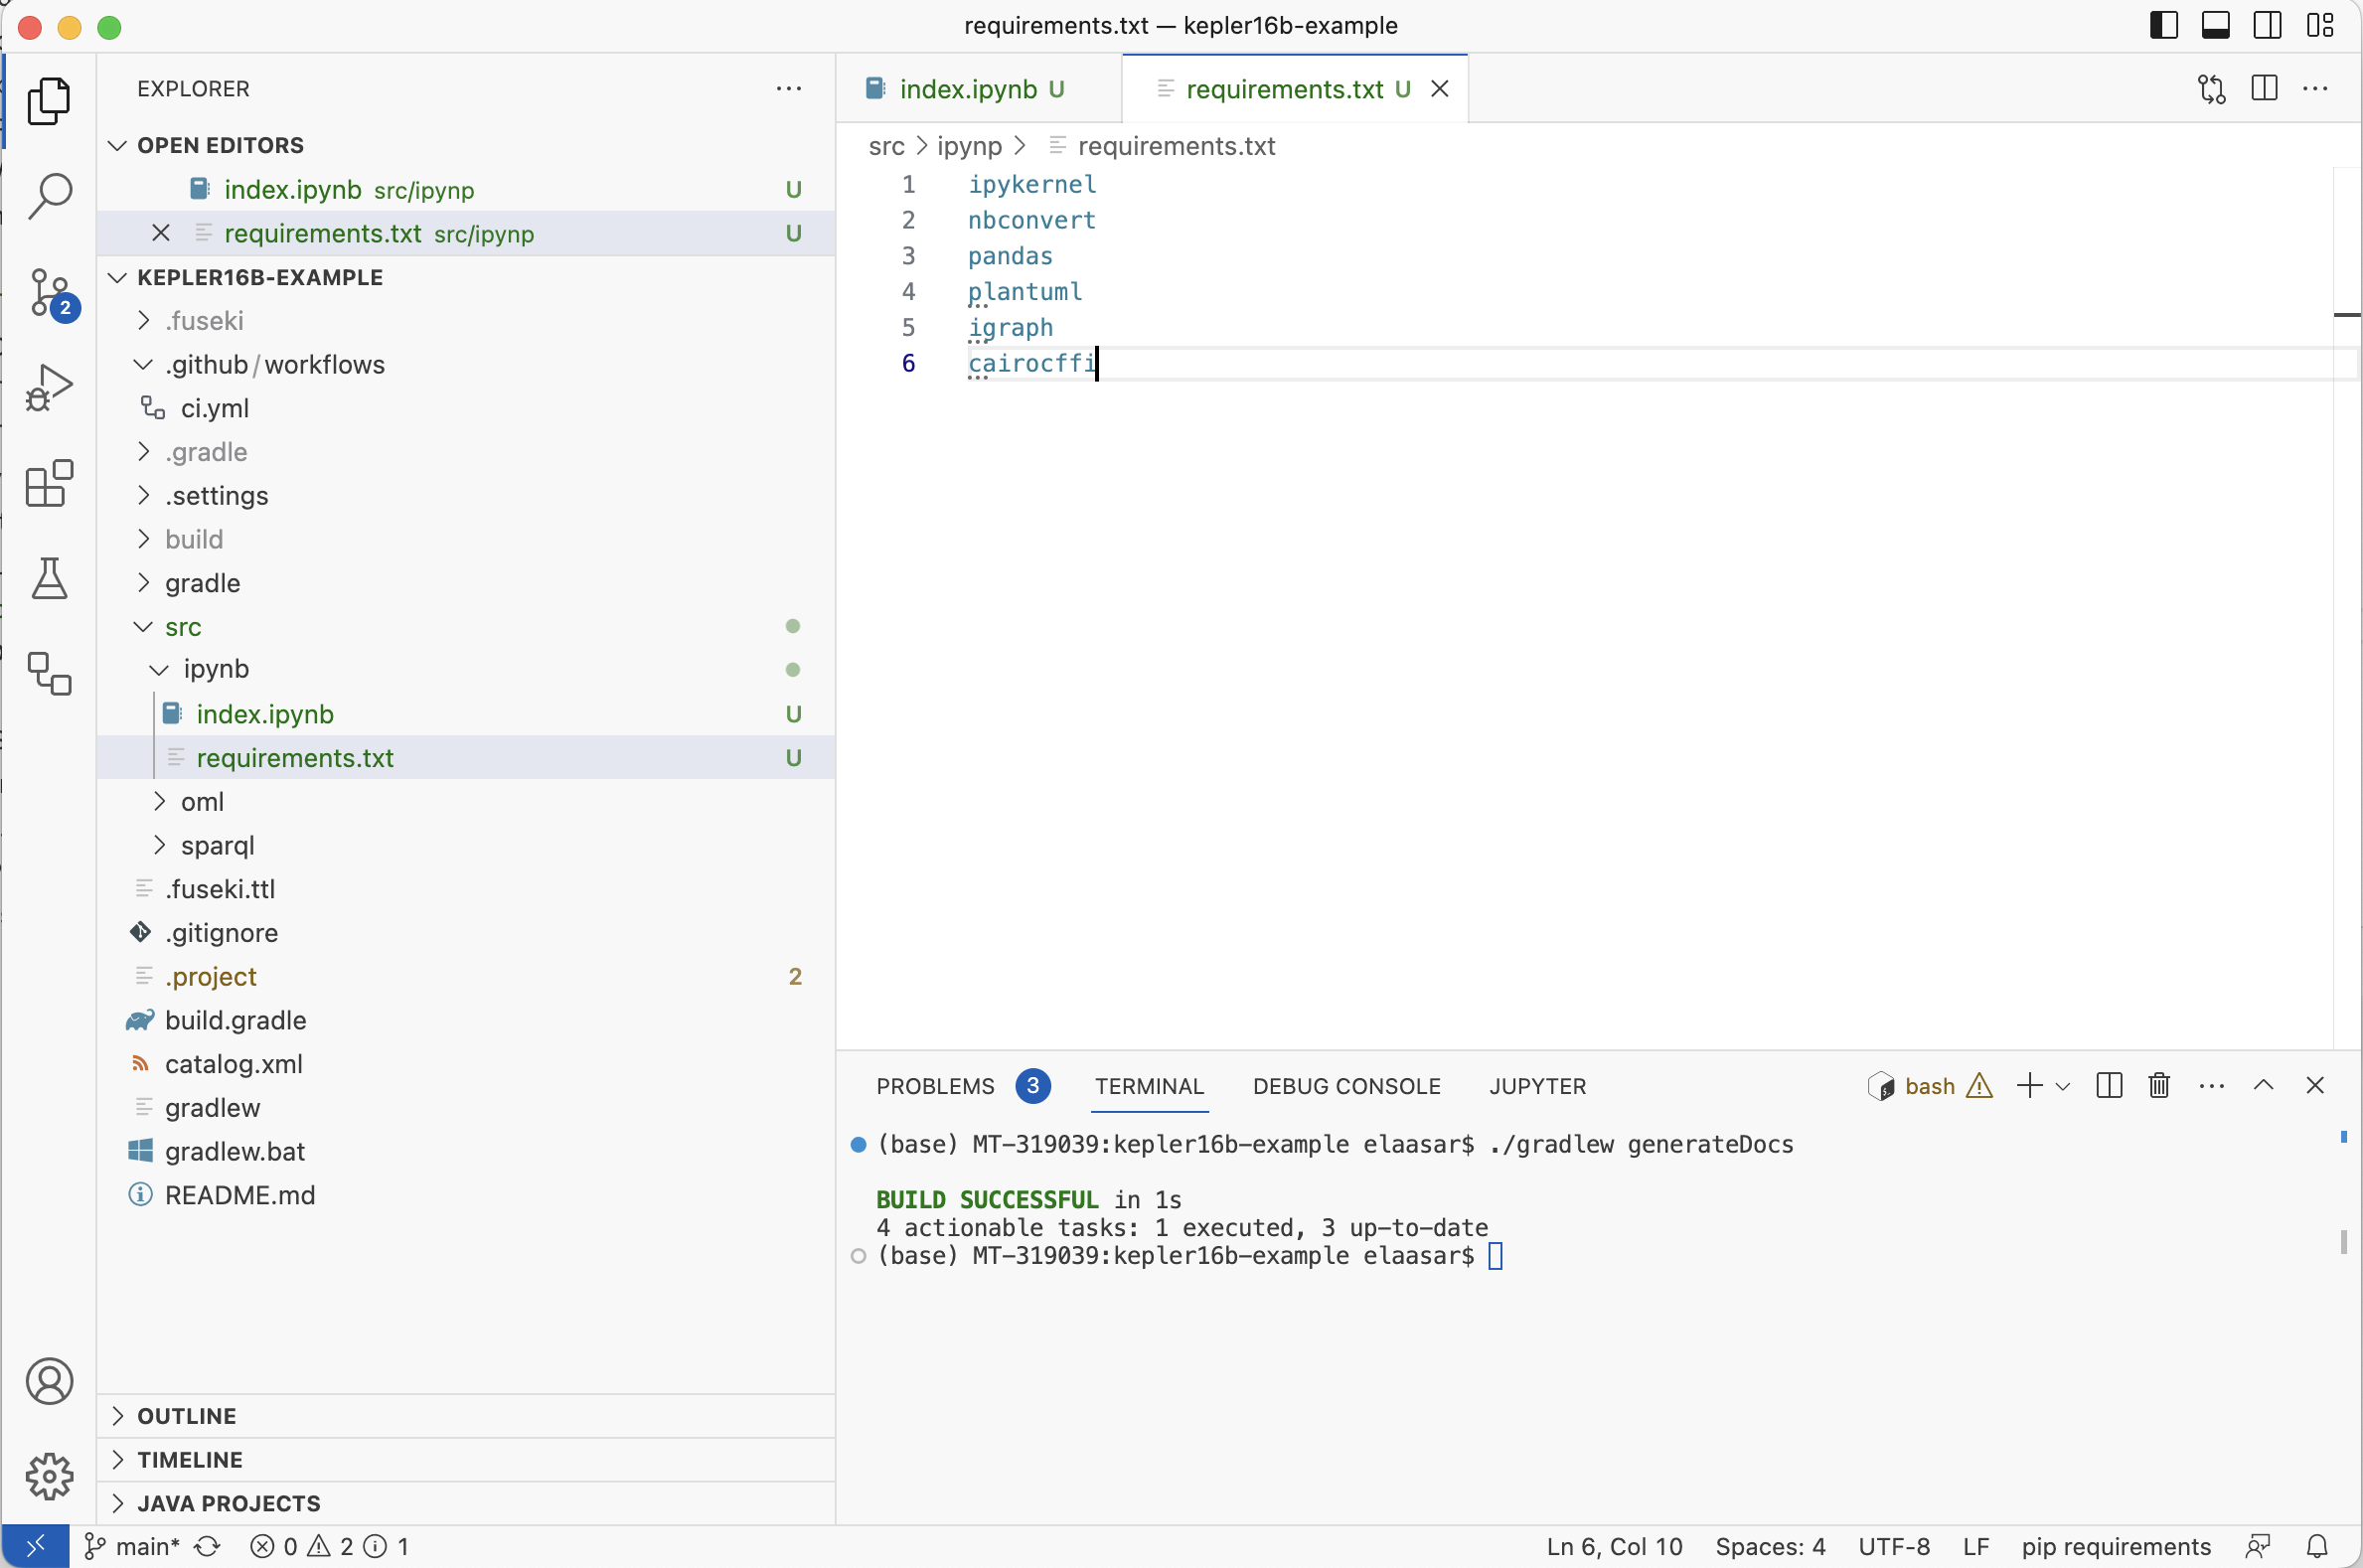 requirements.txt — kepler16b-example
EXPLORER
OPEN EDITORS
index.ipynb src/ipynp U
requirements.txt src/ipynp U
KEPLER16B-EXAMPLE
.fuseki
.github/workflows
ci.yml
.gradle
.settings
build
gradle
src
ipynb
index.ipynb U
requirements.txt U
oml
sparql
.fuseki.ttl
.gitignore
.project 2
build.gradle
catalog.xml
gradlew
gradlew.bat
README.md
OUTLINE
TIMELINE
JAVA PROJECTS
2
index.ipynb U requirements.txt U
src > ipynp > requirements.txt
1 ipykernel
2 nbconvert
3 pandas
4 plantuml
5 igraph
6 cairocffi
PROBLEMS 3 TERMINAL DEBUG CONSOLE JUPYTER bash
(base) MT-319039:kepler16b-example elaasar$ ./gradlew generateDocs
BUILD SUCCESSFUL in 1s
4 actionable tasks: 1 executed, 3 up-to-date
(base) MT-319039:kepler16b-example elaasar$
main* 0 2 1 Ln 6, Col 10 Spaces: 4 UTF-8 LF pip requirements